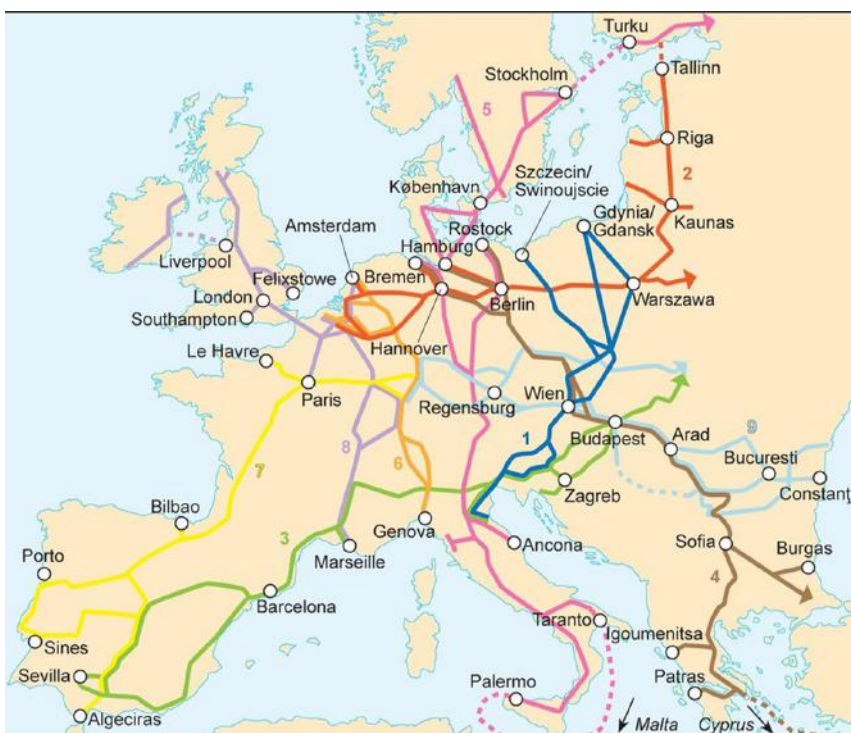 Turku
Stockholm
Tallinn
5
Riga
Szczecin/
Swinoujscie
2
København
Gdynia/
Gdansk
Kaunas
Amsterdam
Rostock
Hamburg
Liverpool
Felixstowe
Bremen
London
Berlin
Warszawa
Southampton
Hannover
Le Havre
Paris
Regensburg
Wien
1
Budapest
Arad
9
8
6
7
Bucuresti
Constanț
Zagreb
Bilbao
3
Genova
Marseille
Ancona
Sofia
Burgas
Porto
4
Barcelona
Taranto
Igoumenitsa
Sines
Sevilla
Patras
Palermo
Algeciras
Malta
Cyprus